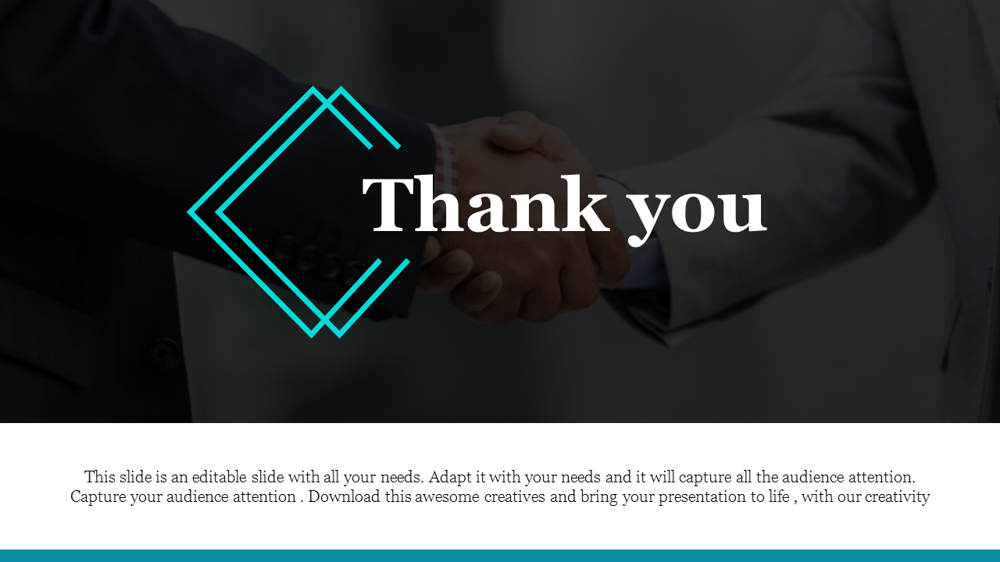 Thank you
This slide is an editable slide with all your needs. Adapt it with your needs and it will capture all the audience attention.
Capture your audience attention . Download this awesome creatives and bring your presentation to life , with our creativity